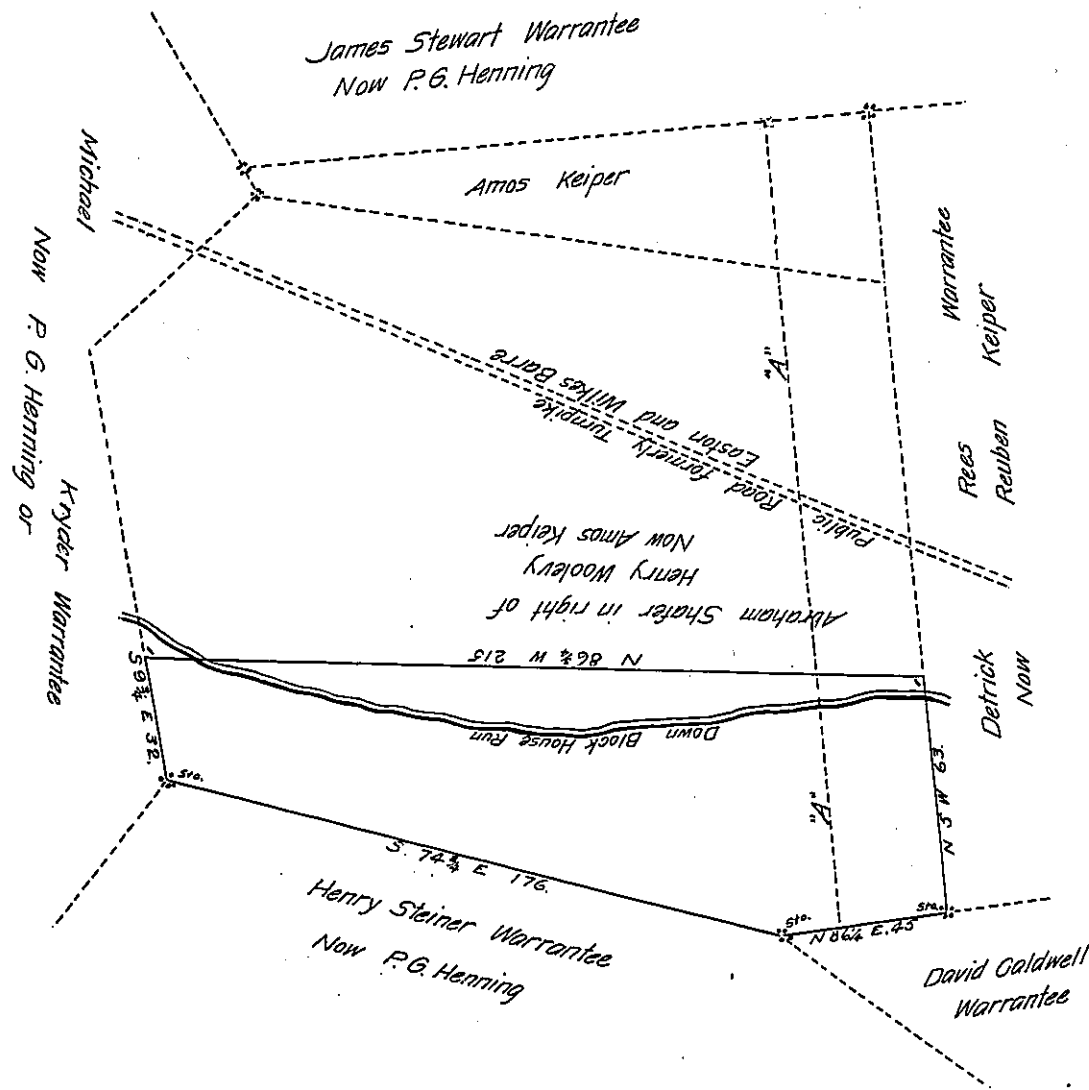 James Stewart Warrantee
Now P.G. Henning
Amos Keiper
Michael Kryder Warrantee
Now P.G. Henning or
Detrick Rees Warrantee
Now Reuben Keiper
"A"
Public Road formerly Turnpike
Easton and Wilkes Barre
Abraham Shafer in right of
Henry Woolevy
Now Amos Keiper
N 86¾ W 215
Down Block House Run
S 9¾ E 32.
Sta.
S. 74¾ E 176.
"A"
N 5 W 63.
Sta.
Sta.
N 86¼ E. 45
Henry Steiner Warrantee
Now P.G. Henning
David Caldwell
Warrantee